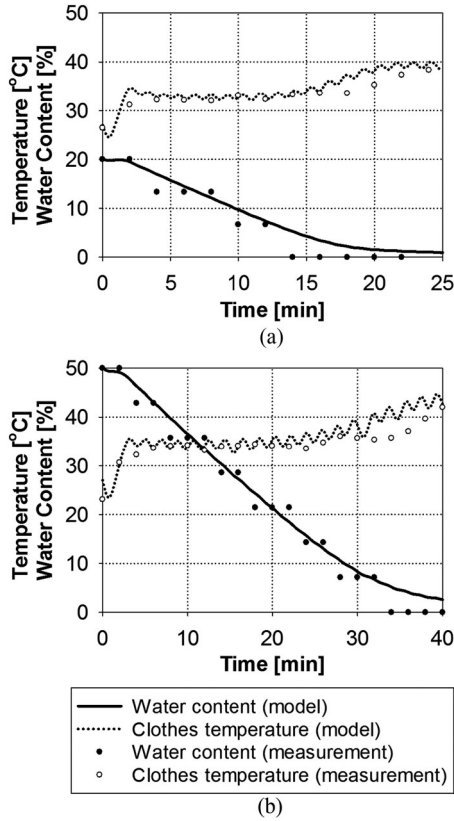 50
40
30
20
10
0
Temperature [°C]
Water Content [%]
0 5 10 15 20 25
Time [min]
(a)
50
40
30
20
10
0
Temperature [°C]
Water Content [%]
0 10 20 30 40
Time [min]
Water content (model)
Clothes temperature (model)
Water content (measurement)
Clothes temperature (measurement)
(b)